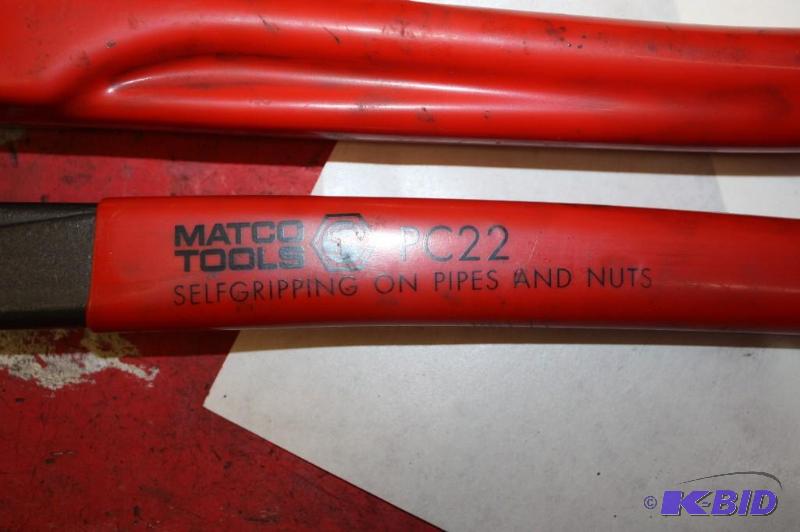 MATCO
TOOLS
PC22
SELFGRIPPING ON PIPES AND NUTS
© K-BID